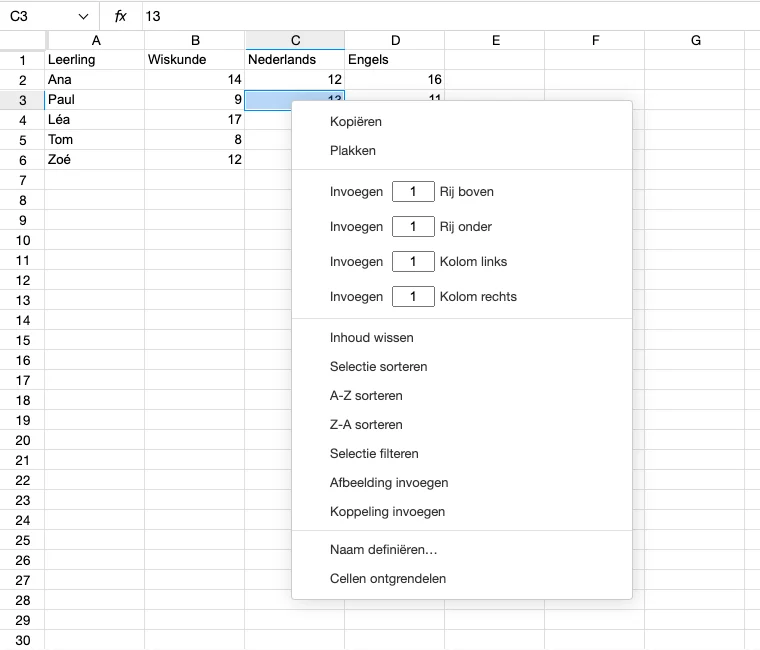 C3 fx 13
A B C D E F G
1 Leerling Wiskunde Nederlands Engels
2 Ana 14 12 16
3 Paul 9 13 11
4 Léa 17
5 Tom 8
6 Zoé 12
7
8
9
10
11
12
13
14
15
16
17
18
19
20
21
22
23
24
25
26
27
28
29
30
Kopiëren
Plakken
Invoegen 1 Rij boven
Invoegen 1 Rij onder
Invoegen 1 Kolom links
Invoegen 1 Kolom rechts
Inhoud wissen
Selectie sorteren
A-Z sorteren
Z-A sorteren
Selectie filteren
Afbeelding invoegen
Koppeling invoegen
Naam definiëren…
Cellen ontgrendelen